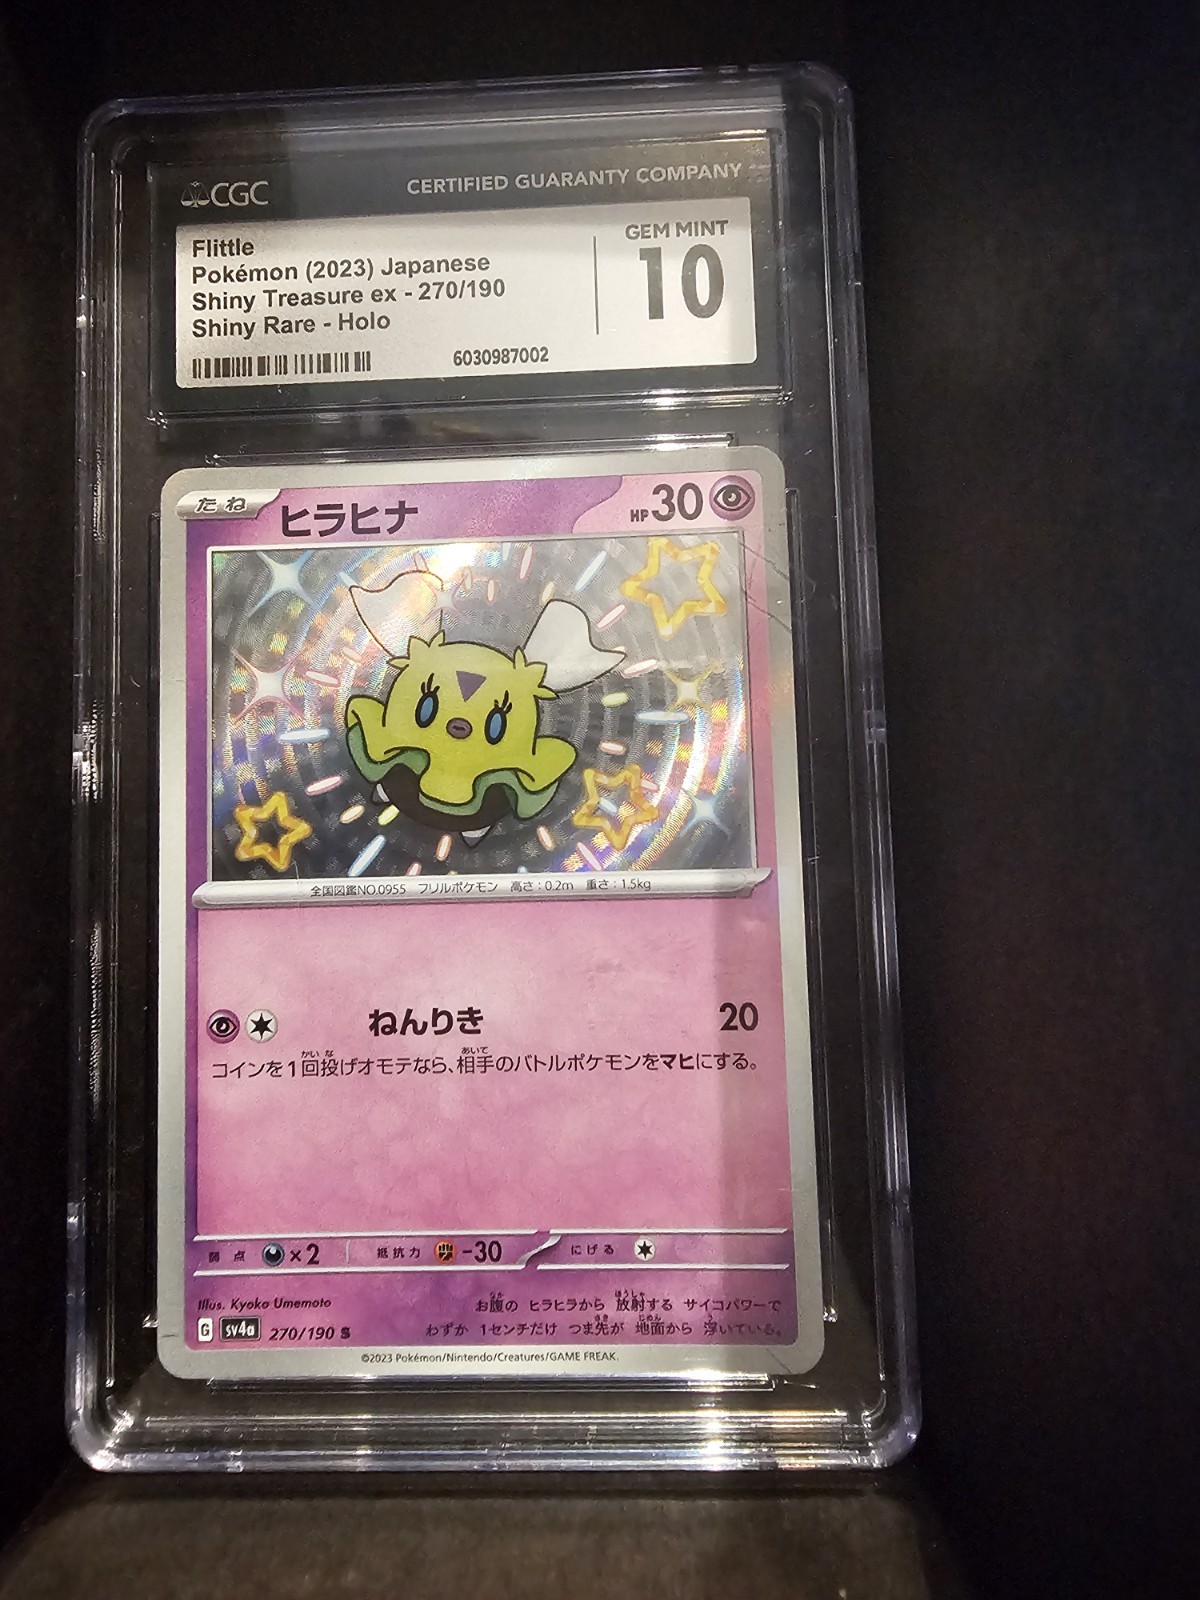 CGC
CERTIFIED GUARANTY COMPANY
Flittle
Pokémon (2023) Japanese
Shiny Treasure ex - 270/190
Shiny Rare - Holo
GEM MINT
10
6030987002
たね
ヒラヒナ
HP30
全国図鑑NO.0955 フリルポケモン 高さ:0.2m 重さ:1.5kg
ねんりき 20
コインを1回投げオモテなら、相手のバトルポケモンをマヒにする。
弱点 ×2 抵抗力 -30 にげる
Illus. Kyoko Umemoto
お腹の ヒラヒラから 放射する サイコパワーで
わずか 1センチだけ つま先が 地面から 浮いている。
G sv4a 270/190 S
©2023 Pokémon/Nintendo/Creatures/GAME FREAK.